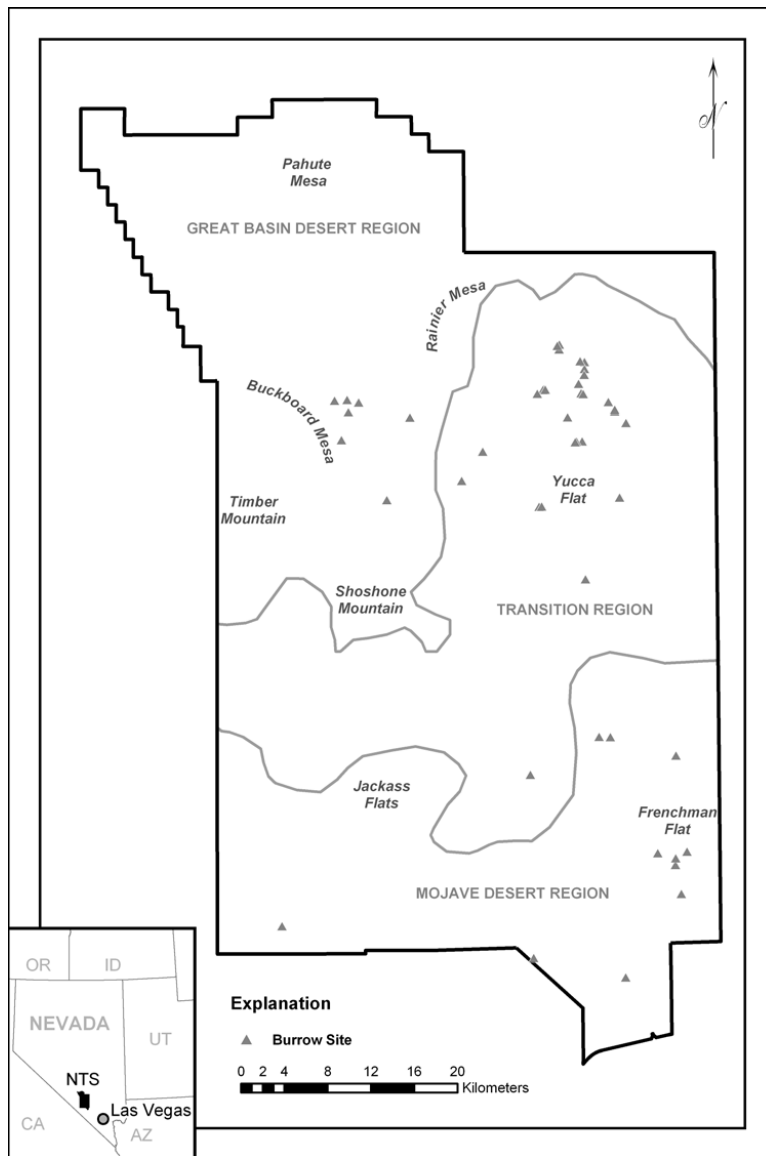 N
Pahute
Mesa
GREAT BASIN DESERT REGION
Rainier Mesa
Buckboard Mesa
Timber
Mountain
Yucca
Flat
Shoshone
Mountain
TRANSITION REGION
Jackass
Flats
Frenchman
Flat
MOJAVE DESERT REGION
OR
ID
NEVADA
UT
NTS
Las Vegas
CA
AZ
Explanation
Burrow Site
0 2 4 8 12 16 20
Kilometers